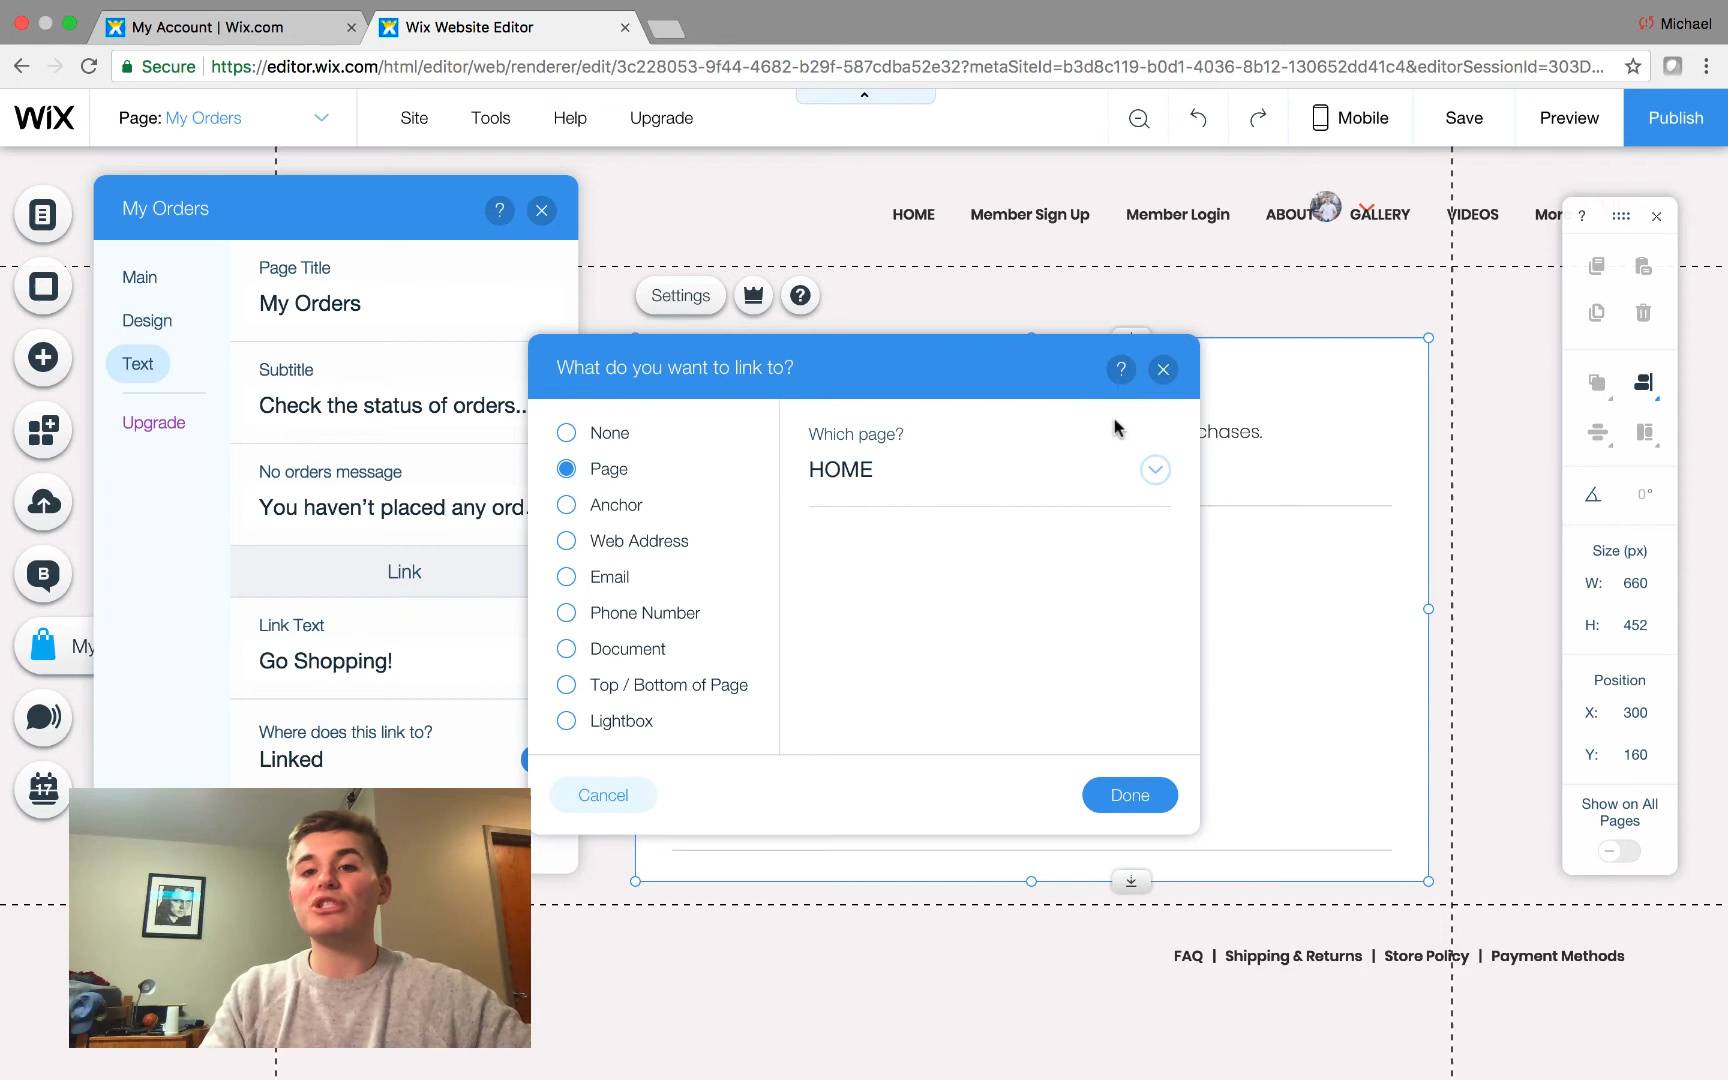 My Account | Wix.com
Wix Website Editor
Michael
Secure
https://editor.wix.com/html/editor/web/renderer/edit/3c228053-9f44-4682-b29f-587cdba52e32?metaSiteId=b3d8c119-b0d1-4036-8b12-130652dd41c4&editorSessionId=303D...
WiX
Page: My Orders
Site
Tools
Help
Upgrade
Mobile
Save
Preview
Publish
My Orders
?
HOME
Member Sign Up
Member Login
ABOUT
GALLERY
VIDEOS
Mor
?
Main
Design
Text
Upgrade
Page Title
My Orders
Subtitle
Check the status of orders...
No orders message
You haven't placed any ord
Link
Link Text
Go Shopping!
Where does this link to?
Linked
Settings
?
What do you want to link to?
?
None
Page
Anchor
Web Address
Email
Phone Number
Document
Top / Bottom of Page
Lightbox
Which page?
HOME
Cancel
Done
chases.
B
My
17
0°
Size (px)
W: 660
H: 452
Position
X: 300
Y: 160
Show on All
Pages
FAQ | Shipping & Returns | Store Policy | Payment Methods